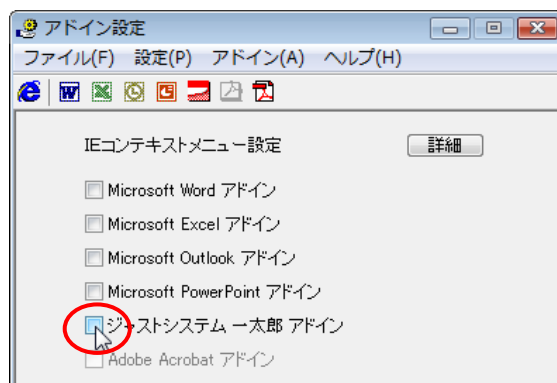 アドイン設定
ファイル(F) 設定(P) アドイン(A) ヘルプ(H)
IEコンテキストメニュー設定 詳細
Microsoft Word アドイン
Microsoft Excel アドイン
Microsoft Outlook アドイン
Microsoft PowerPoint アドイン
ジャストシステム 一太郎 アドイン
Adobe Acrobat アドイン